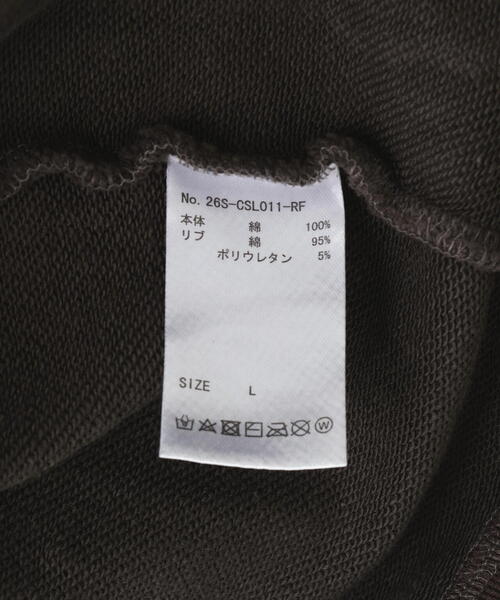 No. 26S-CSL011-RF
本体 綿 100%
リブ 綿 95%
ポリウレタン 5%
SIZE L
W